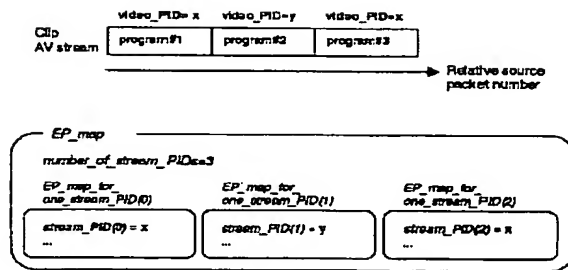 video_PID= x video_PID=y video_PID=x
Clip
AV stream
program#1 program#2 program#3
Relative source
packet number
EP_map
number_of_stream_PIDs=3
EP_map_for_
one_stream_PID(0)
EP_map_for_
one_stream_PID(1)
EP_map_for_
one_stream_PID(2)
stream_PID(0) = x
...
stream_PID(1) = y
...
stream_PID(2) = x
...